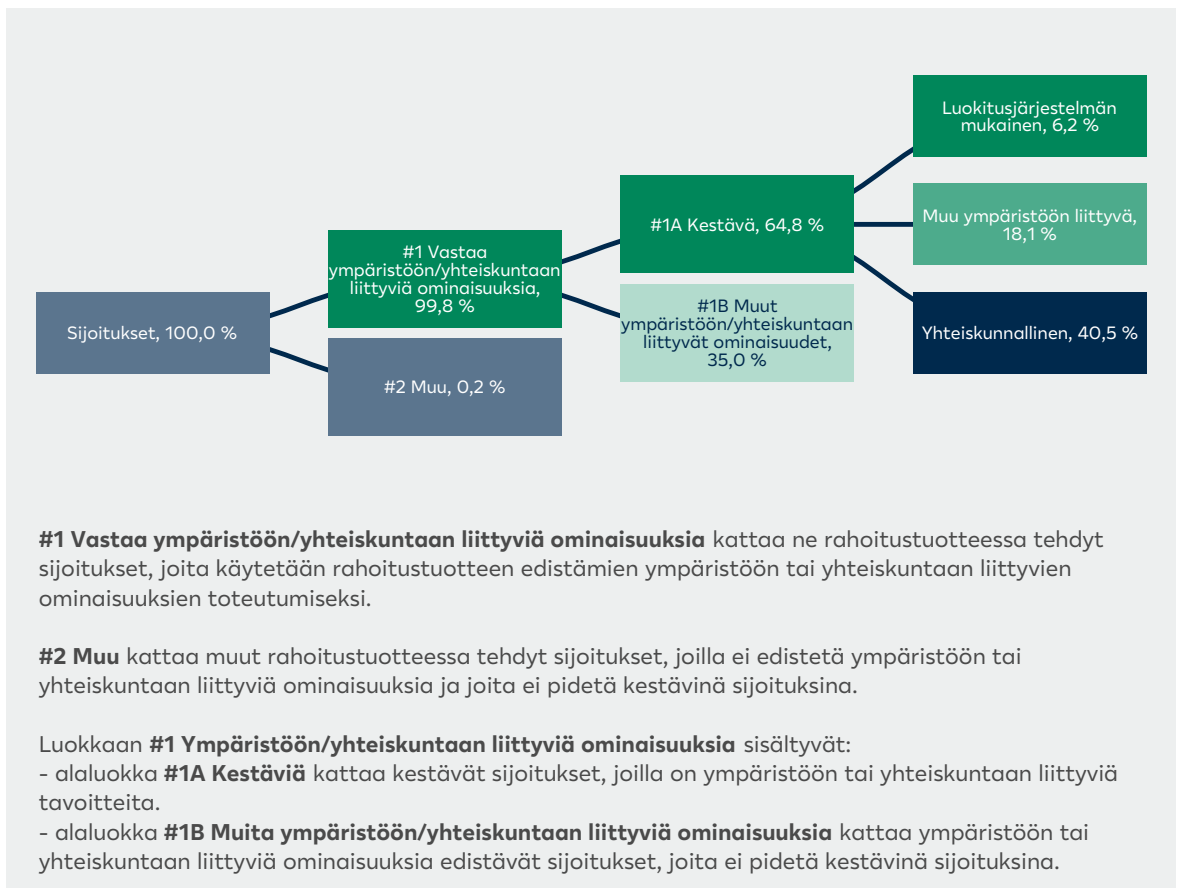 Sijoitukset, 100,0 %
#1 Vastaa
ympäristöön/yhteiskuntaan
liittyviä ominaisuuksia,
99,8 %
#2 Muu, 0,2 %
#1A Kestävä, 64,8 %
#1B Muut
ympäristöön/yhteiskuntaan
liittyvät ominaisuudet,
35,0 %
Luokitusjärjestelmän
mukainen, 6,2 %
Muu ympäristöön liittyvä,
18,1 %
Yhteiskunnallinen, 40,5 %
#1 Vastaa ympäristöön/yhteiskuntaan liittyviä ominaisuuksia kattaa ne rahoitustuotteessa tehdyt
sijoitukset, joita käytetään rahoitustuotteen edistämien ympäristöön tai yhteiskuntaan liittyvien
ominaisuuksien toteutumiseksi.
#2 Muu kattaa muut rahoitustuotteessa tehdyt sijoitukset, joilla ei edistetä ympäristöön tai
yhteiskuntaan liittyviä ominaisuuksia ja joita ei pidetä kestävinä sijoituksina.
Luokkaan #1 Ympäristöön/yhteiskuntaan liittyviä ominaisuuksia sisältyvät:
- alaluokka #1A Kestäviä kattaa kestävät sijoitukset, joilla on ympäristöön tai yhteiskuntaan liittyviä
tavoitteita.
- alaluokka #1B Muita ympäristöön/yhteiskuntaan liittyviä ominaisuuksia kattaa ympäristöön tai
yhteiskuntaan liittyviä ominaisuuksia edistävät sijoitukset, joita ei pidetä kestävinä sijoituksina.